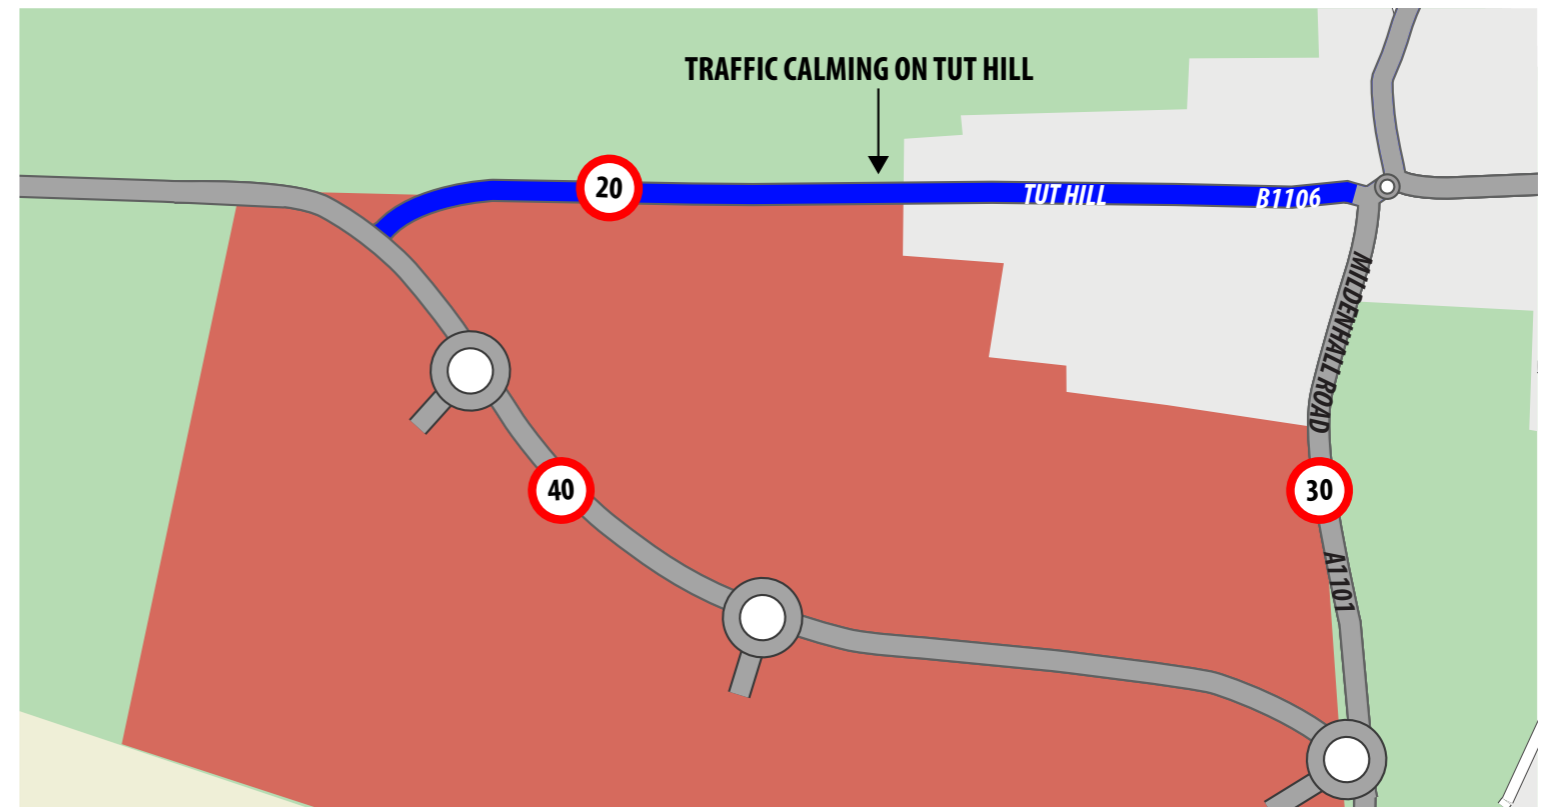 TRAFFIC CALMING ON TUT HILL
20
TUT HILL
B1106
MILDENHALL ROAD
40
30
A1101